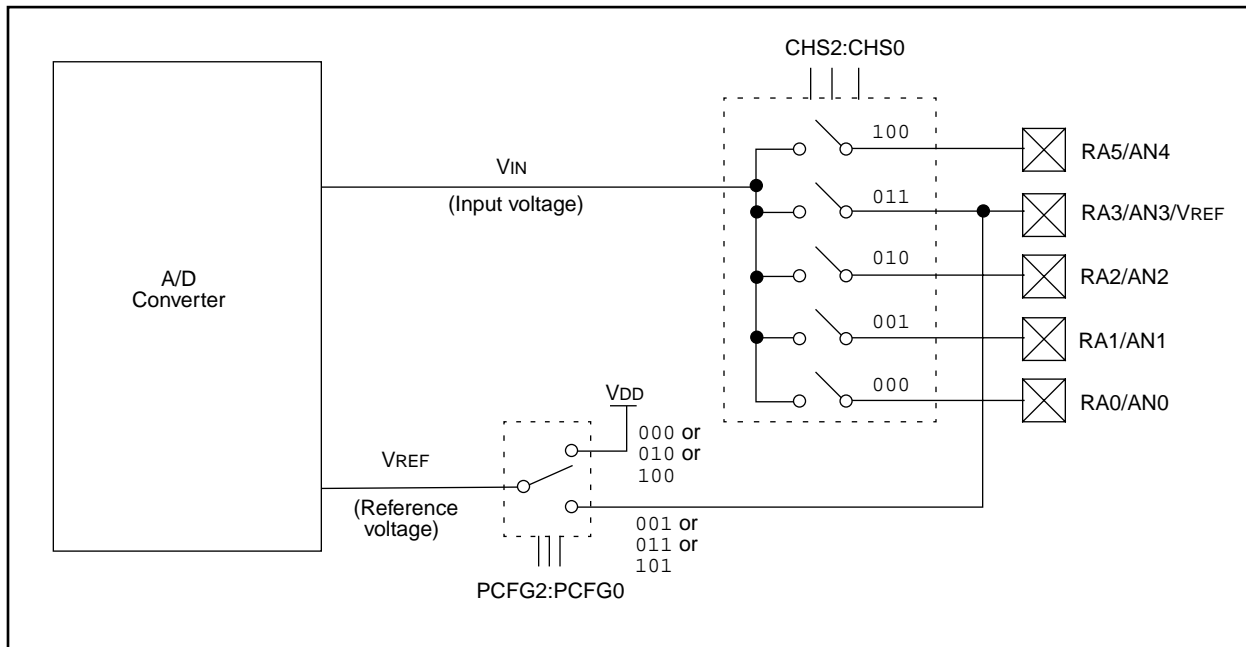 CHS2:CHS0
100
RA5/AN4
VIN
(Input voltage)
011
RA3/AN3/VREF
A/D
Converter
010
RA2/AN2
001
RA1/AN1
000
RA0/AN0
VDD
000 or
010 or
100
VREF
(Reference
voltage)
001 or
011 or
101
PCFG2:PCFG0